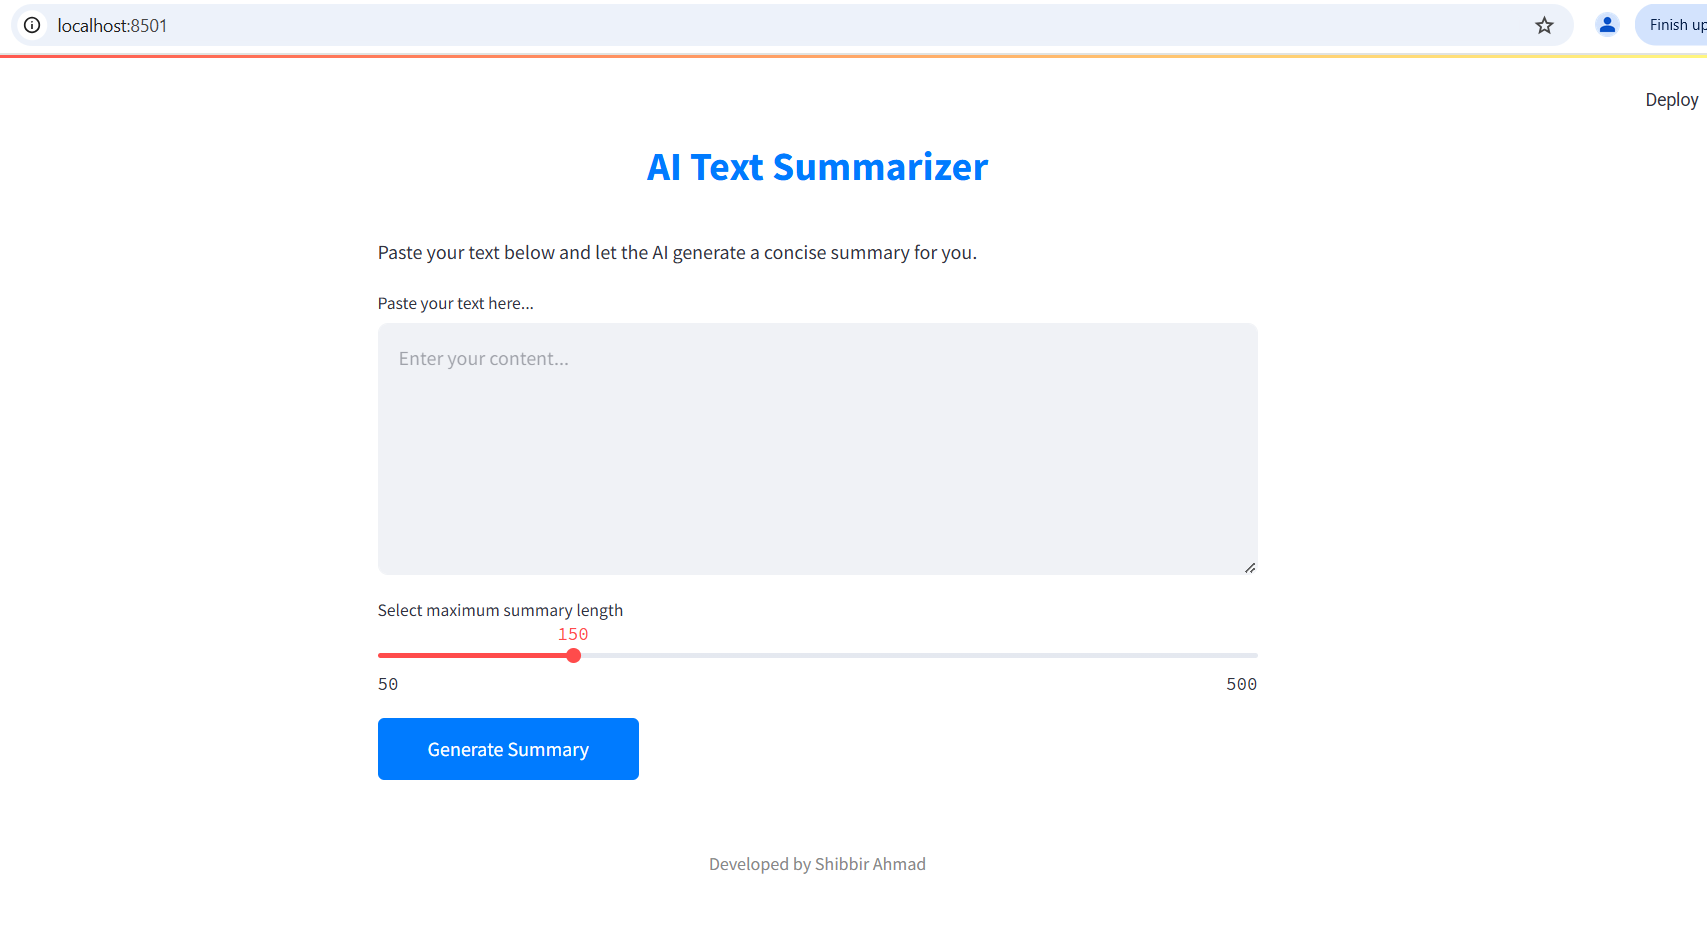 localhost:8501
Finish up
Deploy
AI Text Summarizer
Paste your text below and let the AI generate a concise summary for you.
Paste your text here...
Enter your content...
Select maximum summary length
150
50 500
Generate Summary
Developed by Shibbir Ahmad